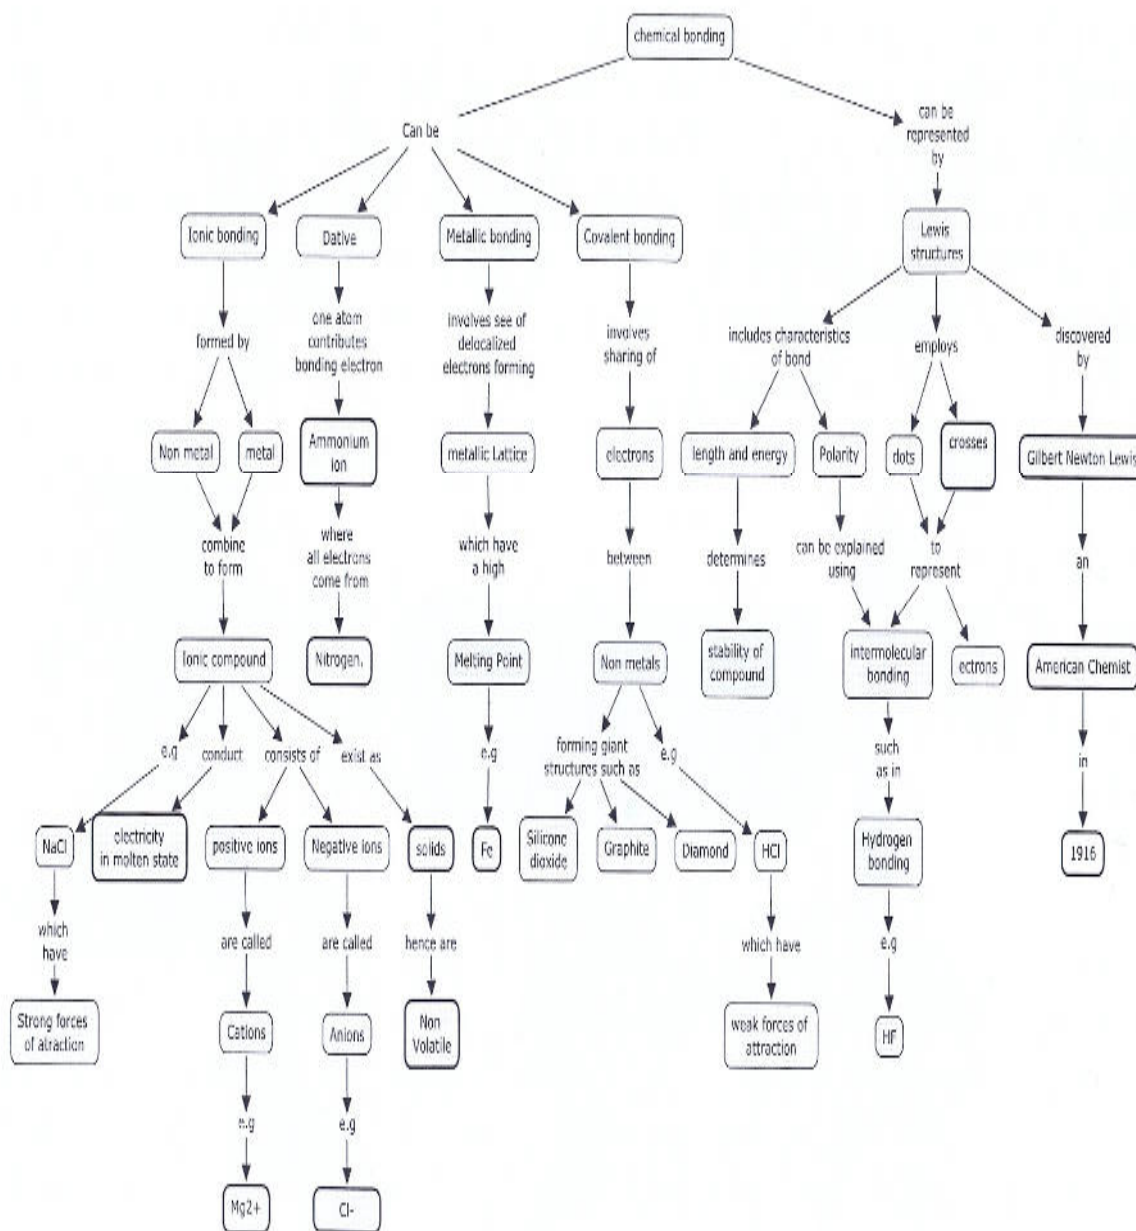 chemical bonding
Can be
can be
represented
by
Ionic bonding
Dative
Metallic bonding
Covalent bonding
Lewis
structures
formed by
one atom
contributes
bonding electron
involves see of
delocalized
electrons forming
involves
sharing of
includes characteristics
of bond
employs
discovered
by
Non metal
metal
Ammonium
ion
metallic Lattice
electrons
length and energy
Polarity
dots
crosses
Gilbert Newton Lewis
combine
to form
where
all electrons
come from
which have
a high
between
determines
can be explained
using
to
represent
an
Ionic compound
Nitrogen.
Melting Point
Non metals
stability of
compound
intermolecular
bonding
ectrons
American Chemist
e.g
conduct
consists of
exist as
e.g
forming giant
structures such as
e.g
such
as in
in
NaCl
electricity
in molten state
positive ions
Negative ions
solids
Fe
Silicone
dioxide
Graphite
Diamond
HCl
Hydrogen
bonding
1916
which
have
are called
are called
hence are
which have
e.g
Strong forces
of atraction
Cations
Anions
Non
Volatile
weak forces of
attraction
HF
e.g
e.g
Mg2+
Cl-